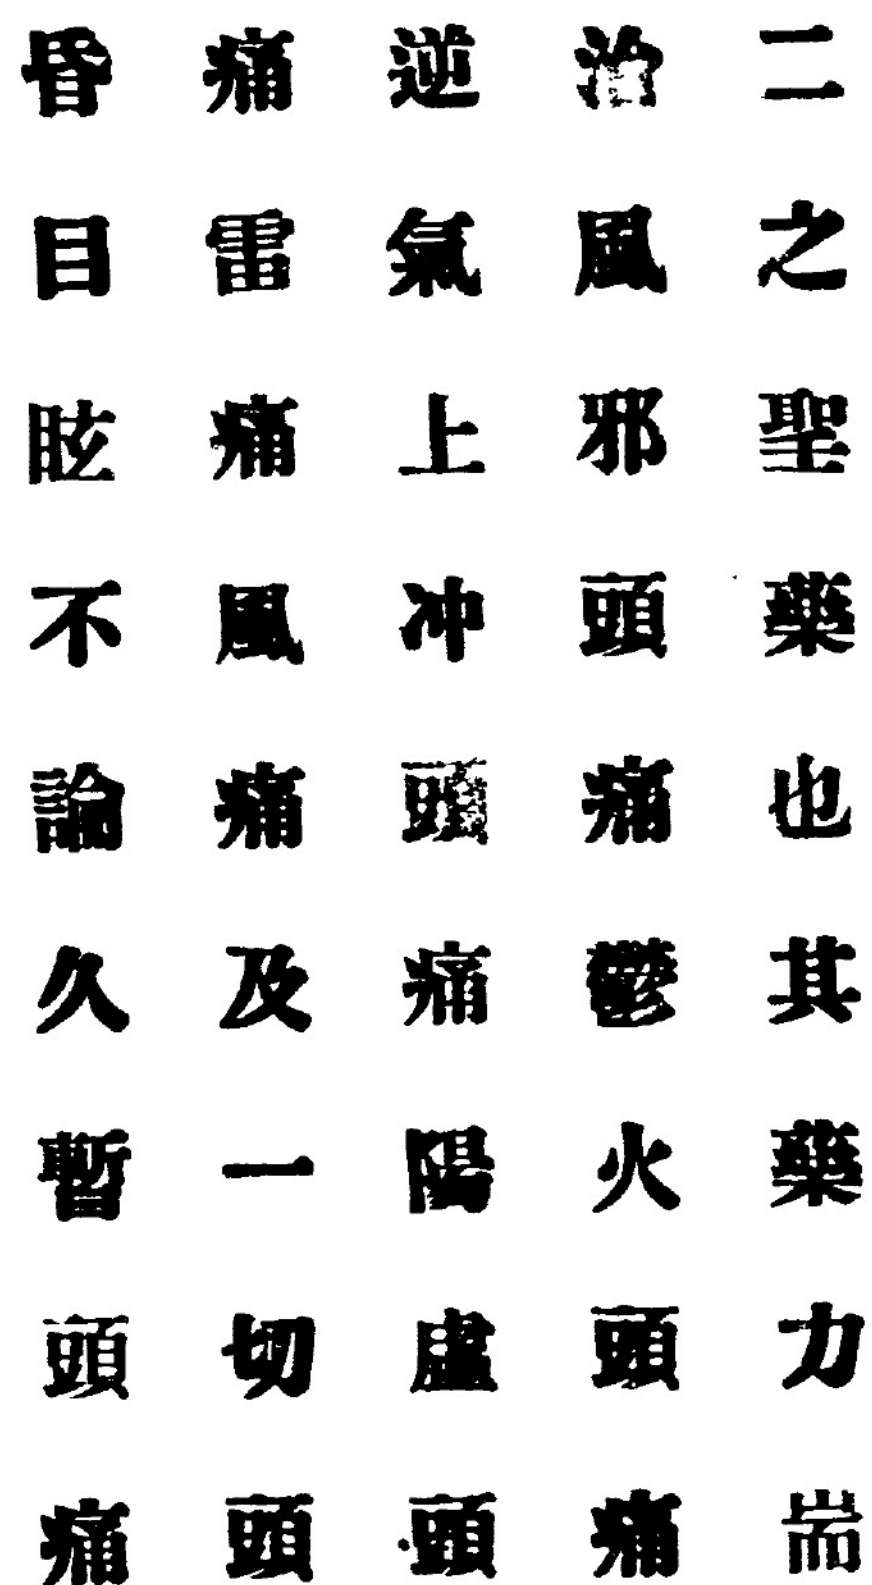 二之聖藥也其藥力耑
治風邪頭痛鬱火頭痛
逆氣上冲頭痛陽虛頭
痛雷痛風痛及一切頭
昏目眩不論久暫頭痛